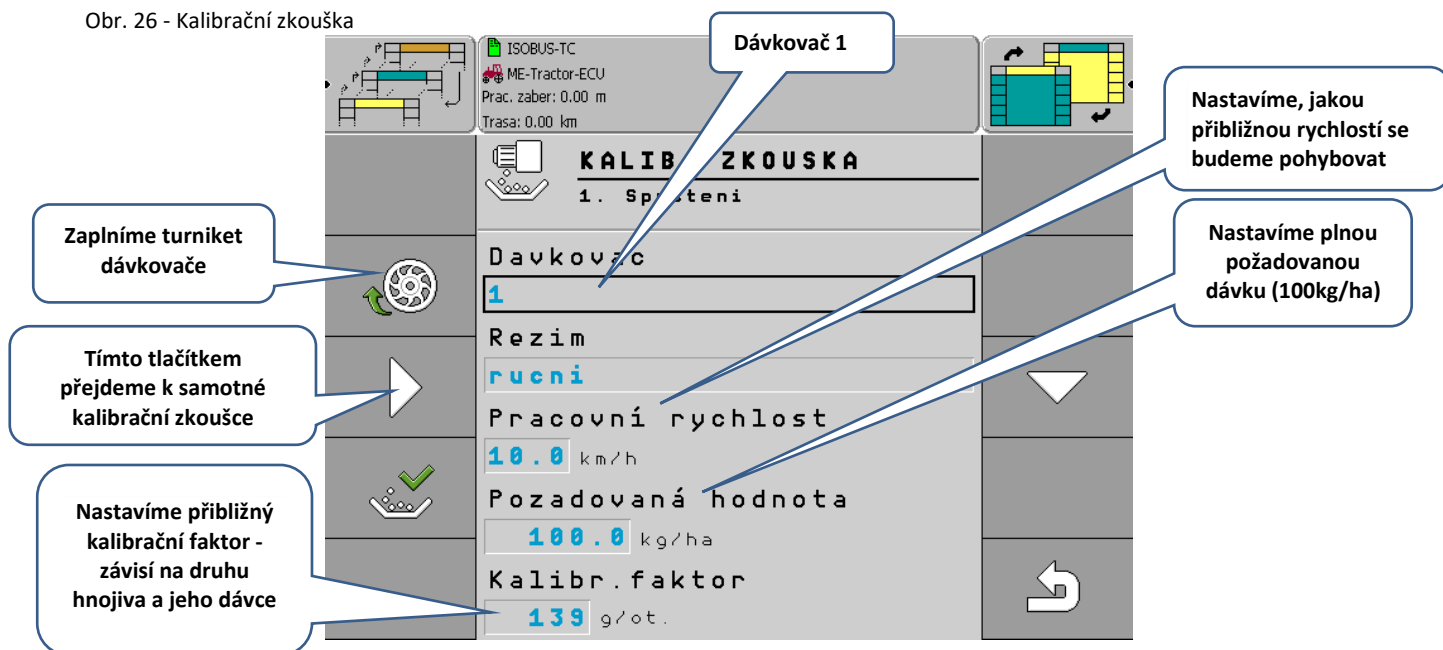 Obr. 26 - Kalibrační zkouška
ISOBUS-TC
ME-Tractor-ECU
Prac. zaber: 0.00 m
Trasa: 0.00 km
Dávkovač 1
Nastavíme, jakou
přibližnou rychlostí se
budeme pohybovat
ZKOUSKA
1.
Zaplníme turniket
dávkovače
Nastavíme plnou
požadovanou
dávku (100kg/ha)
Davkovac
1
Rezim
rucni
Tímto tlačítkem
přejdeme k samotné
kalibrační zkoušce
Pracovní rychlost
10.0 km/h
Pozadovaná hodnota
100.0 kg/ha
Nastavíme přibližný
kalibrační faktor -
závisí na druhu
hnojiva a jeho dávce
Kalibr.faktor
139 g/ot.